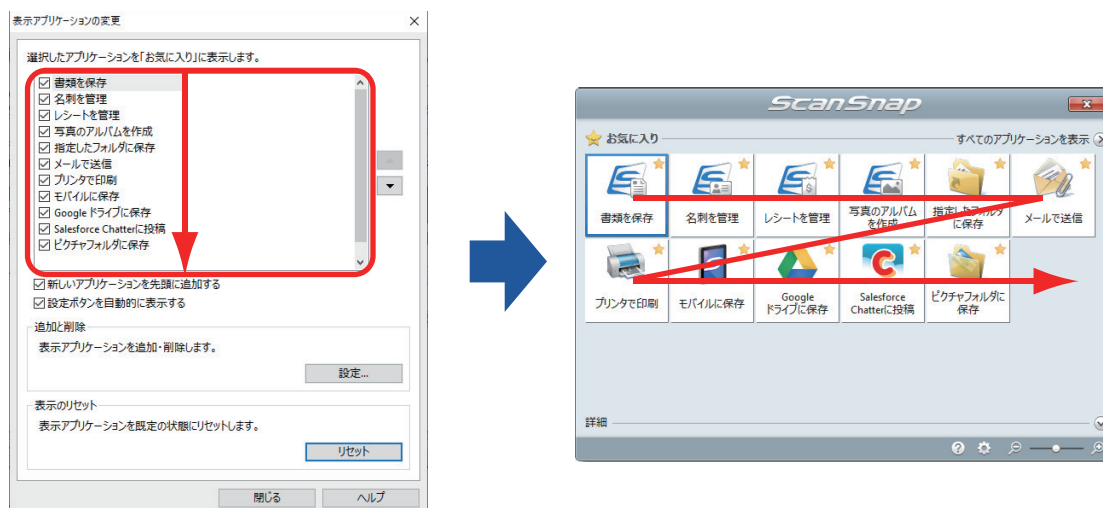 表示アプリケーションの変更
選択したアプリケーションを「お気に入り」に表示します。
書類を保存
名刺を管理
レシートを管理
写真のアルバムを作成
指定したフォルダに保存
メールで送信
プリンタで印刷
モバイルに保存
Google ドライブに保存
Salesforce Chatterに投稿
ピクチャフォルダに保存
新しいアプリケーションを先頭に追加する
設定ボタンを自動的に表示する
追加と削除
表示アプリケーションを追加・削除します。
設定...
表示のリセット
表示アプリケーションを既定の状態にリセットします。
リセット
閉じる
ヘルプ
ScanSnap
お気に入り
すべてのアプリケーションを表示
書類を保存
名刺を管理
レシートを管理
写真のアルバム
を作成
指定したフォルダ
に保存
メールで送信
プリンタで印刷
モバイルに保存
Google
ドライブに保存
Salesforce
Chatterに投稿
ピクチャフォルダに
保存
詳細